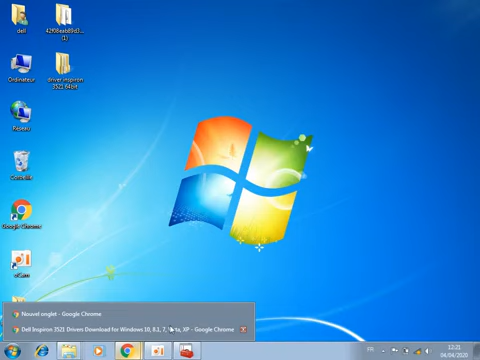 dell
42f08eab89d3...
(1)
Ordinateur
driver inspiron
3521 64bit
Réseau
Corbeille
Google Chrome
Nouvel onglet - Google Chrome
Dell Inspiron 3521 Drivers Download for Windows 10, 8.1, 7, Vista, XP - Google Chrome
FR
12:21
04/04/2020